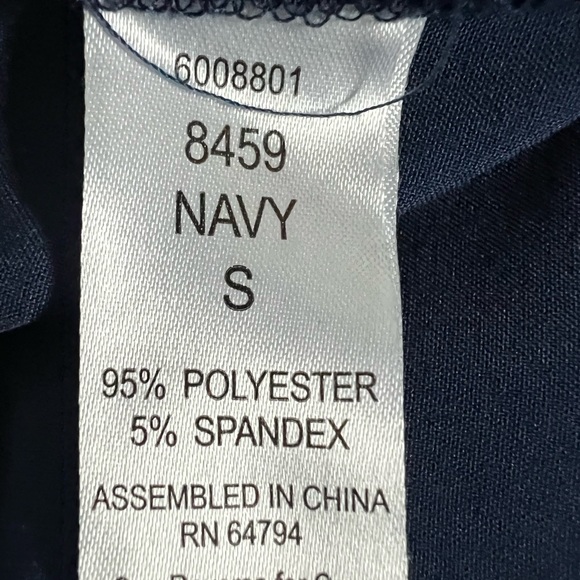 6008801
8459
NAVY
S
95% POLYESTER
5% SPANDEX
ASSEMBLED IN CHINA
RN 64794